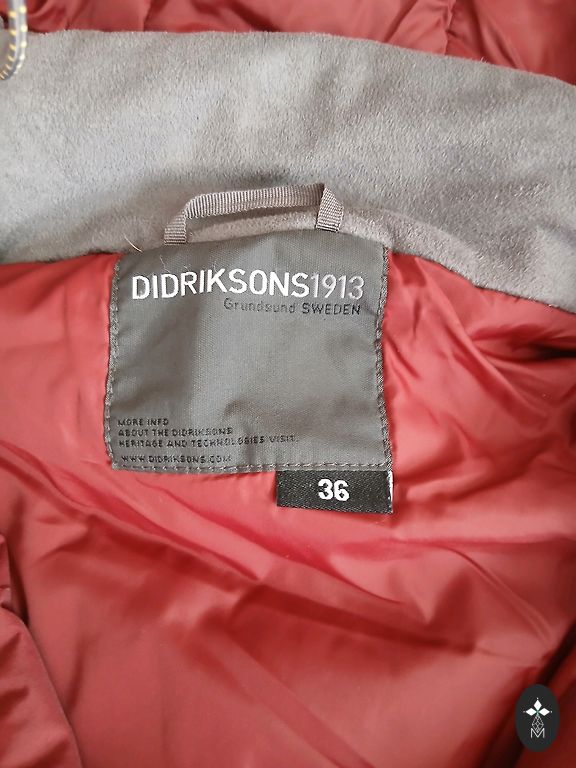 DIDRIKSONS1913
Grundsund SWEDEN
MORE INFO
ABOUT THE DIDRIKSONS
HERITAGE AND TECHNOLOGIES VISIT.
WWW.DIDRIKSONS.COM
36
M